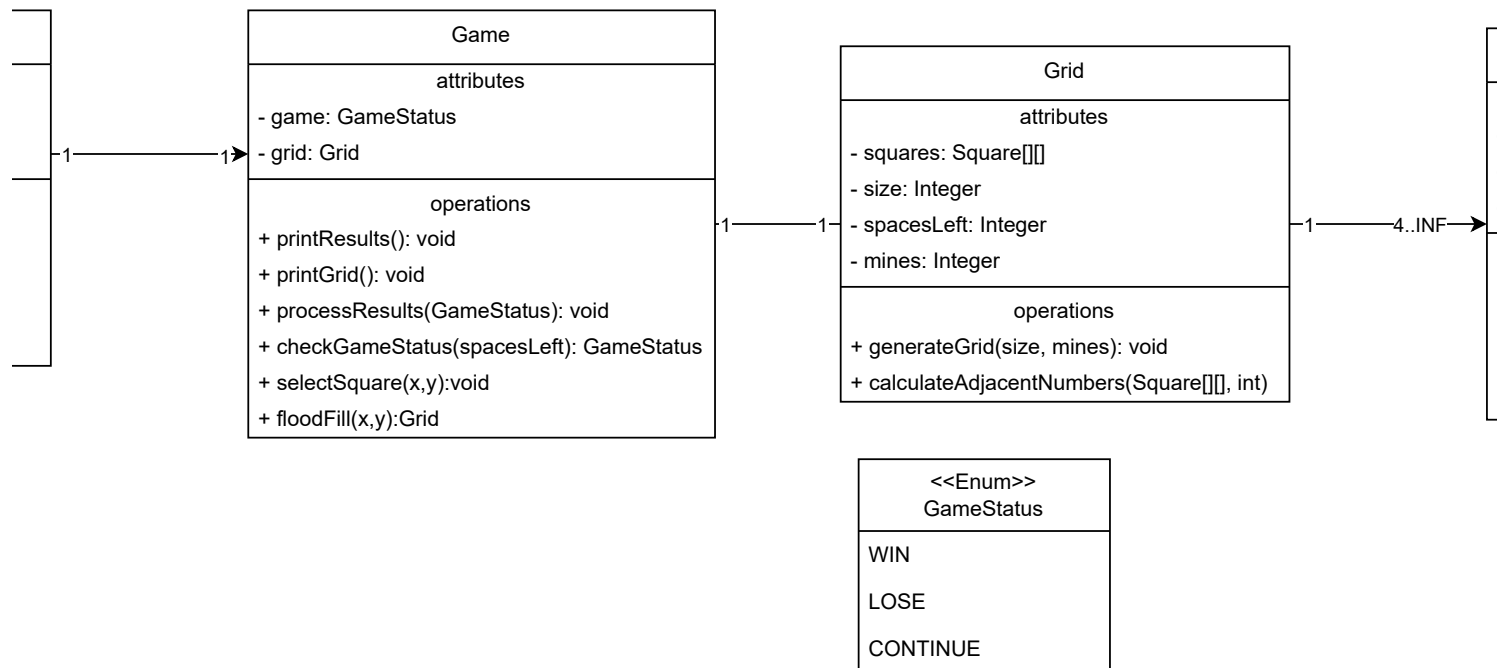 Game
attributes
- game: GameStatus
- grid: Grid
operations
+ printResults(): void
+ printGrid(): void
+ processResults(GameStatus): void
+ checkGameStatus(spacesLeft): GameStatus
+ selectSquare(x,y):void
+ floodFill(x,y):Grid
1
1
1
1
Grid
attributes
- squares: Square[][]
- size: Integer
- spacesLeft: Integer
- mines: Integer
operations
+ generateGrid(size, mines): void
+ calculateAdjacentNumbers(Square[][], int)
1
4..INF
<<Enum>>
GameStatus
WIN
LOSE
CONTINUE